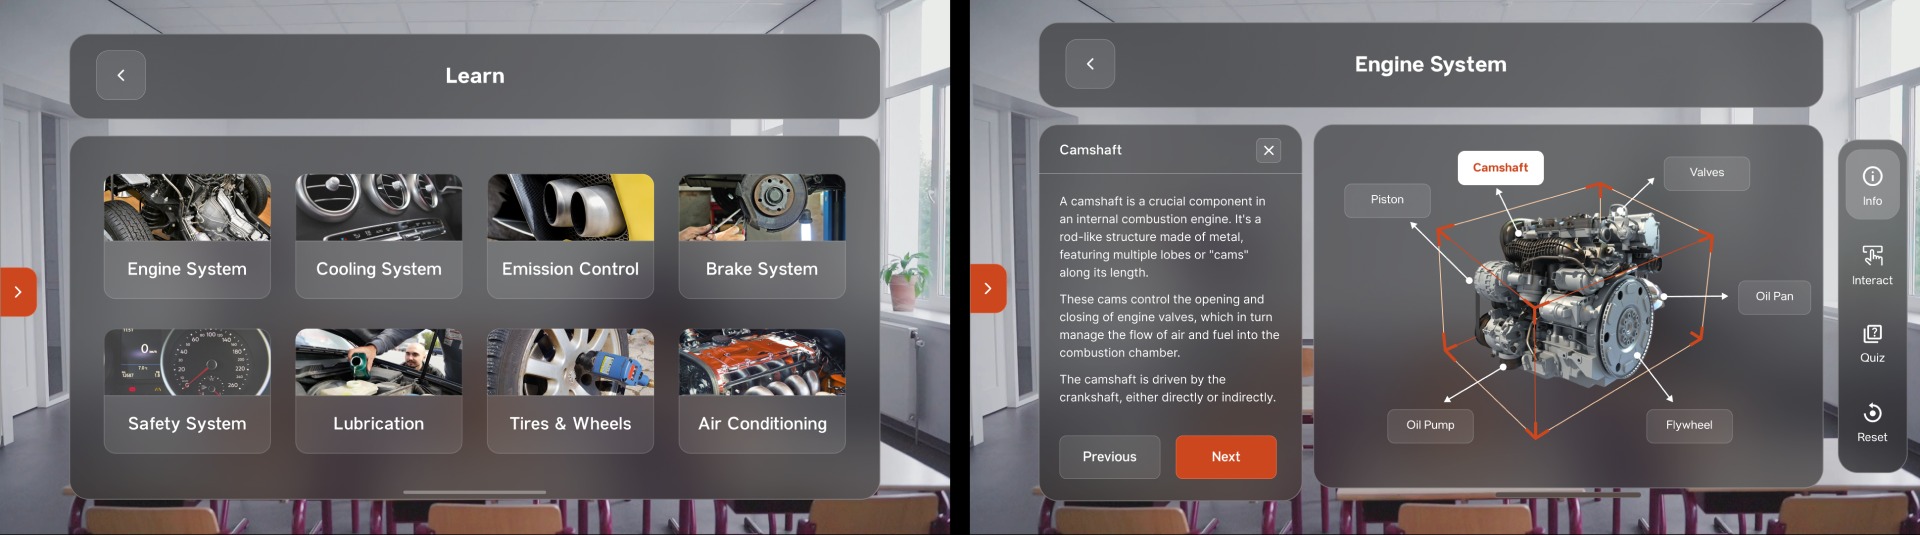 Learn
Engine System
Cooling System
Emission Control
Brake System
Safety System
Lubrication
Tires & Wheels
Air Conditioning
Engine System
Camshaft
A camshaft is a crucial component in
an internal combustion engine. It's a
rod-like structure made of metal,
featuring multiple lobes or "cams"
along its length.
These cams control the opening and
closing of engine valves, which in turn
manage the flow of air and fuel into the
combustion chamber.
The camshaft is driven by the
crankshaft, either directly or indirectly.
Previous
Next
Camshaft
Valves
Piston
Oil Pan
Oil Pump
Flywheel
Info
Interact
Quiz
Reset